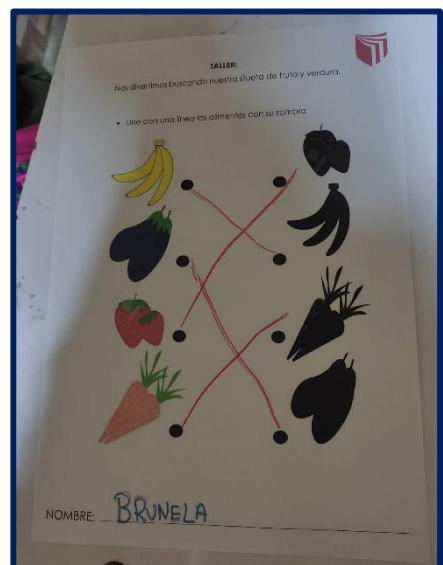 TALLER:
Nos divertimos buscando nuestra silueta de fruta y verdura.
• Une con una línea los alimentos con su sombra
NOMBRE: BRUNELA